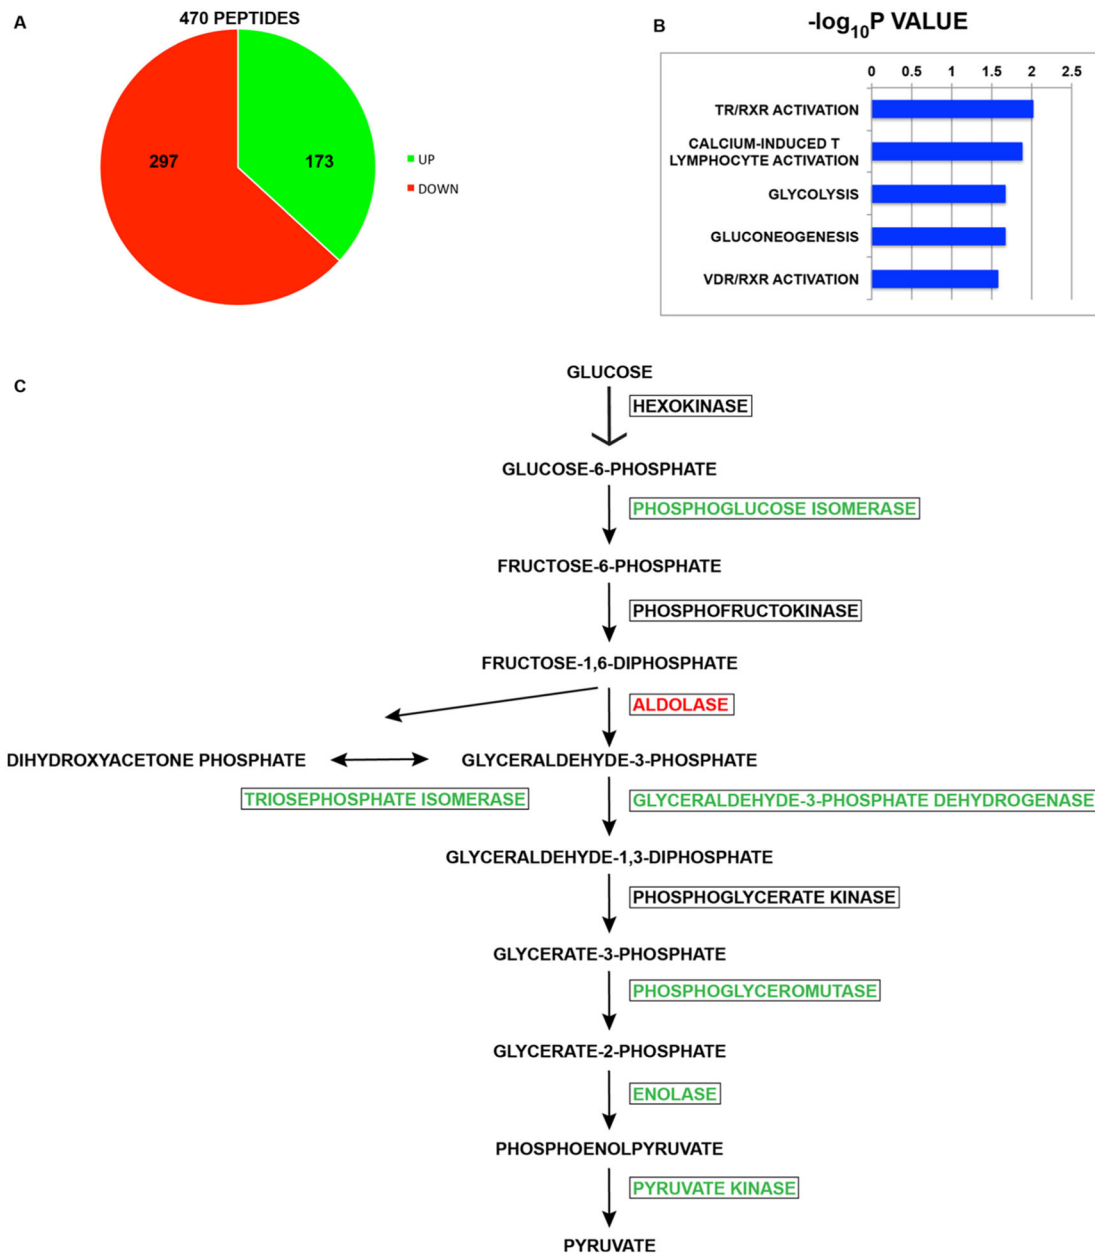 A
470 PEPTIDES
297
173
UP
DOWN
B
-log10P VALUE
0 0.5 1 1.5 2 2.5
TR/RXR ACTIVATION
CALCIUM-INDUCED T
LYMPHOCYTE ACTIVATION
GLYCOLYSIS
GLUCONEOGENESIS
VDR/RXR ACTIVATION
C
GLUCOSE
HEXOKINASE
GLUCOSE-6-PHOSPHATE
PHOSPHOGLUCOSE ISOMERASE
FRUCTOSE-6-PHOSPHATE
PHOSPHOFRUCTOKINASE
FRUCTOSE-1,6-DIPHOSPHATE
ALDOLASE
DIHYDROXYACETONE PHOSPHATE
GLYCERALDEHYDE-3-PHOSPHATE
TRIOSEPHOSPHATE ISOMERASE
GLYCERALDEHYDE-3-PHOSPHATE DEHYDROGENASE
GLYCERALDEHYDE-1,3-DIPHOSPHATE
PHOSPHOGLYCERATE KINASE
GLYCERATE-3-PHOSPHATE
PHOSPHOGLYCEROMUTASE
GLYCERATE-2-PHOSPHATE
ENOLASE
PHOSPHOENOLPYRUVATE
PYRUVATE KINASE
PYRUVATE